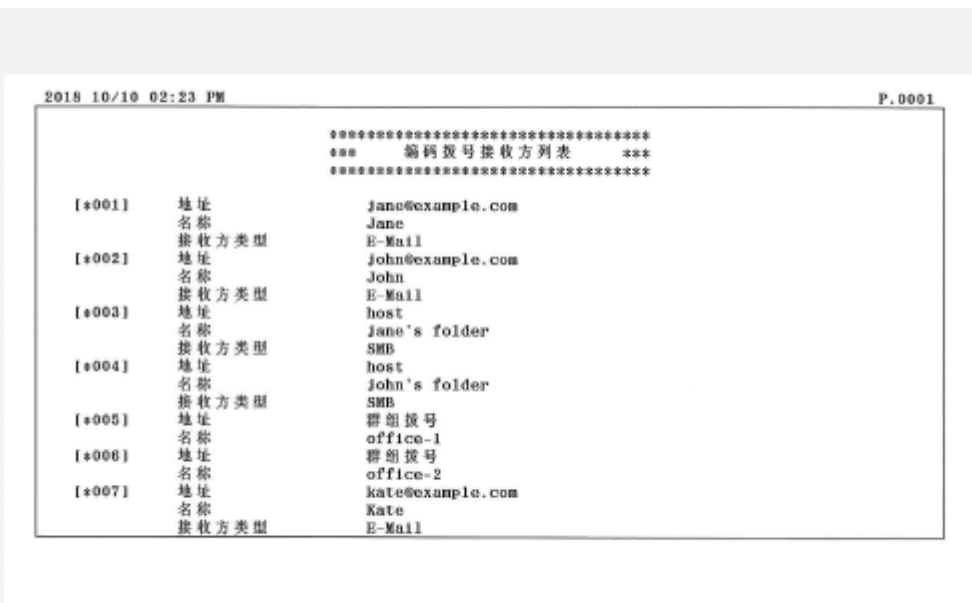 2018 10/10 02:23 PM P.0001
***********************************
*** 编码拨号接收方列表 ***
***********************************
[*001] 地址 jane@example.com
名称 Jane
接收方类型 E-Mail
[*002] 地址 john@example.com
名称 John
接收方类型 E-Mail
[*003] 地址 host
名称 jane's folder
接收方类型 SMB
[*004] 地址 host
名称 john's folder
接收方类型 SMB
[*005] 地址 群组拨号
名称 office-1
[*006] 地址 群组拨号
名称 office-2
[*007] 地址 kate@example.com
名称 Kate
接收方类型 E-Mail